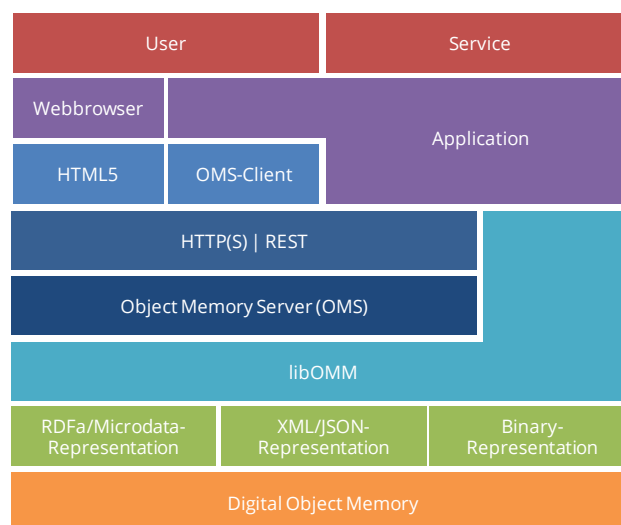 User
Service
Webbrowser
Application
HTML5
OMS-Client
HTTP(S) | REST
Object Memory Server (OMS)
libOMM
RDFa/Microdata-
Representation
XML/JSON-
Representation
Binary-
Representation
Digital Object Memory